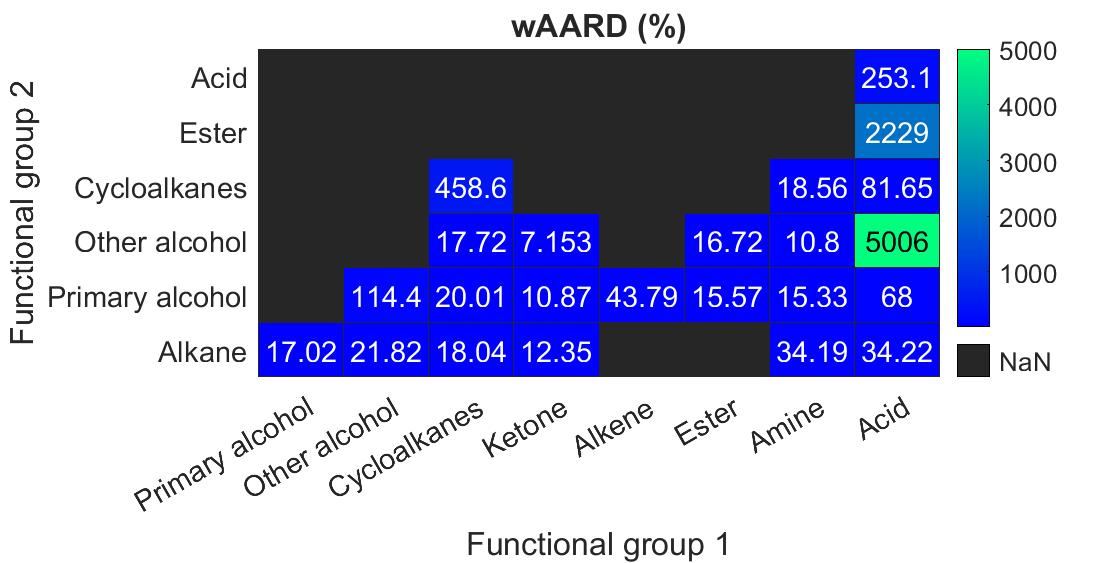 wAARD (%)
Functional group 2
Acid 253.1
Ester 2229
Cycloalkanes 458.6 18.56 81.65
Other alcohol 17.72 7.153 16.72 10.8 5006
Primary alcohol 114.4 20.01 10.87 43.79 15.57 15.33 68
Alkane 17.02 21.82 18.04 12.35 34.19 34.22
Primary alcohol
Other alcohol
Cycloalkanes
Ketone
Alkene
Ester
Amine
Acid
Functional group 1
5000
4000
3000
2000
1000
NaN